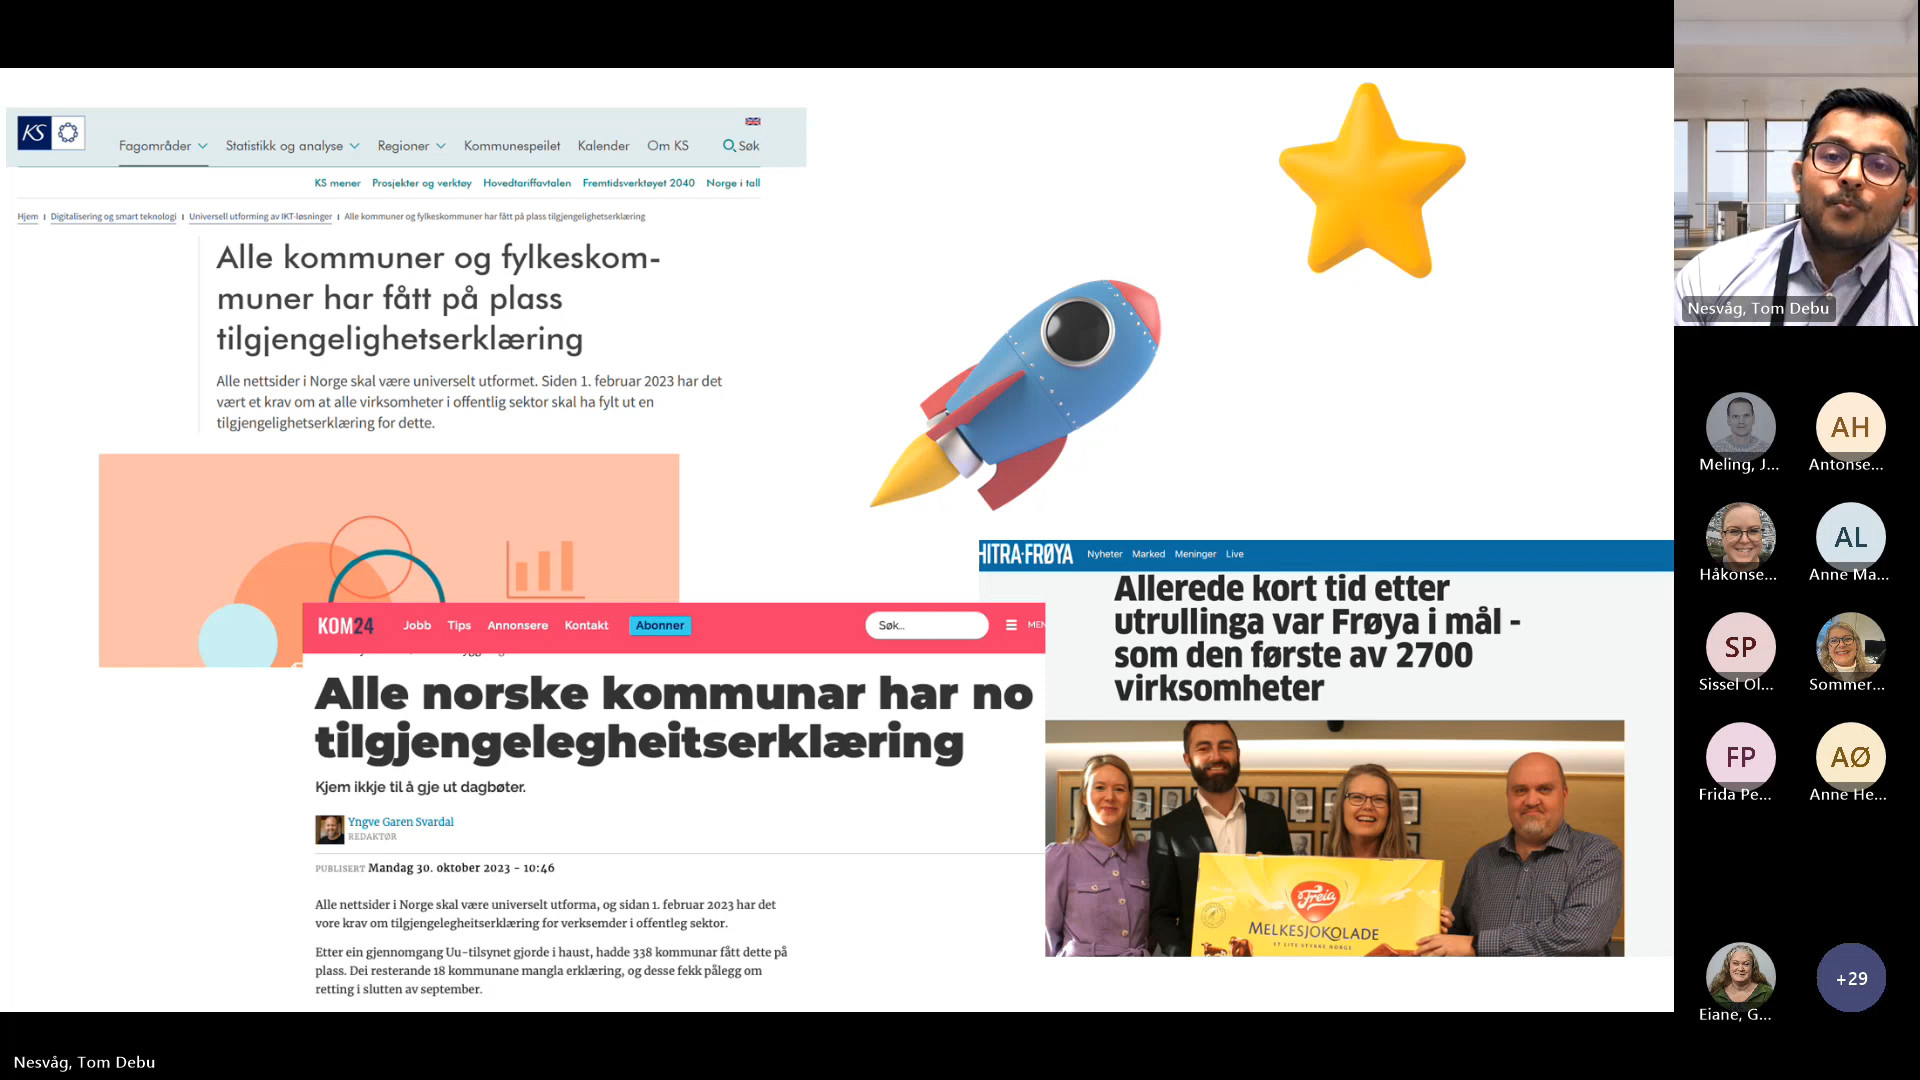 KS
Fagområder
Statistikk og analyse
Regioner
Kommunespeilet
Kalender
Om KS
Søk
KS mener
Prosjekter og verktøy
Hovedtariffavtalen
Fremtidsverktøyet 2040
Norge i tall
Hjem ı Digitalisering og smart teknologi ı Universell utforming av IKT-løsninger ı Alle kommuner og fylkeskommuner har fått på plass tilgjengelighetserklæring
Alle kommuner og fylkeskom-
muner har fått på plass
tilgjengelighetserklæring
Alle nettsider i Norge skal være universelt utformet. Siden 1. februar 2023 har det
vært et krav om at alle virksomheter i offentlig sektor skal ha fylt ut en
tilgjengelighetserklæring for dette.
KOM24
Jobb
Tips
Annonsere
Kontakt
Abonner
Søk...
MEN
Alle norske kommunar har no
tilgjengelegheitserklæring
Kjem ikkje til å gje ut dagbøter.
Yngve Garen Svardal
REDAKTØR
PUBLISERT Mandag 30. oktober 2023 - 10:46
Alle nettsider i Norge skal være universelt utforma, og sidan 1. februar 2023 har det
vore krav om tilgjengelegheitserklæring for verksemder i offentleg sektor.
Etter ein gjennomgang Uu-tilsynet gjorde i haust, hadde 338 kommunar fått dette på
plass. Dei resterande 18 kommunane mangla erklæring, og desse fekk pålegg om
retting i slutten av september.
HITRA-FRØYA
Nyheter
Marked
Meninger
Live
Allerede kort tid etter
utrullinga var Frøya i mål -
som den første av 2700
virksomheter
Freia
MELKESJOKOLADE
ET LITE STYKKE NORGE
Nesvåg, Tom Debu
Meling, J...
AH
Antonse...
Håkonse...
AL
Anne Ma...
SP
Sissel Ol...
Sommer...
FP
Frida Pe...
AØ
Anne He...
Eiane, G...
+29
Nesvåg, Tom Debu